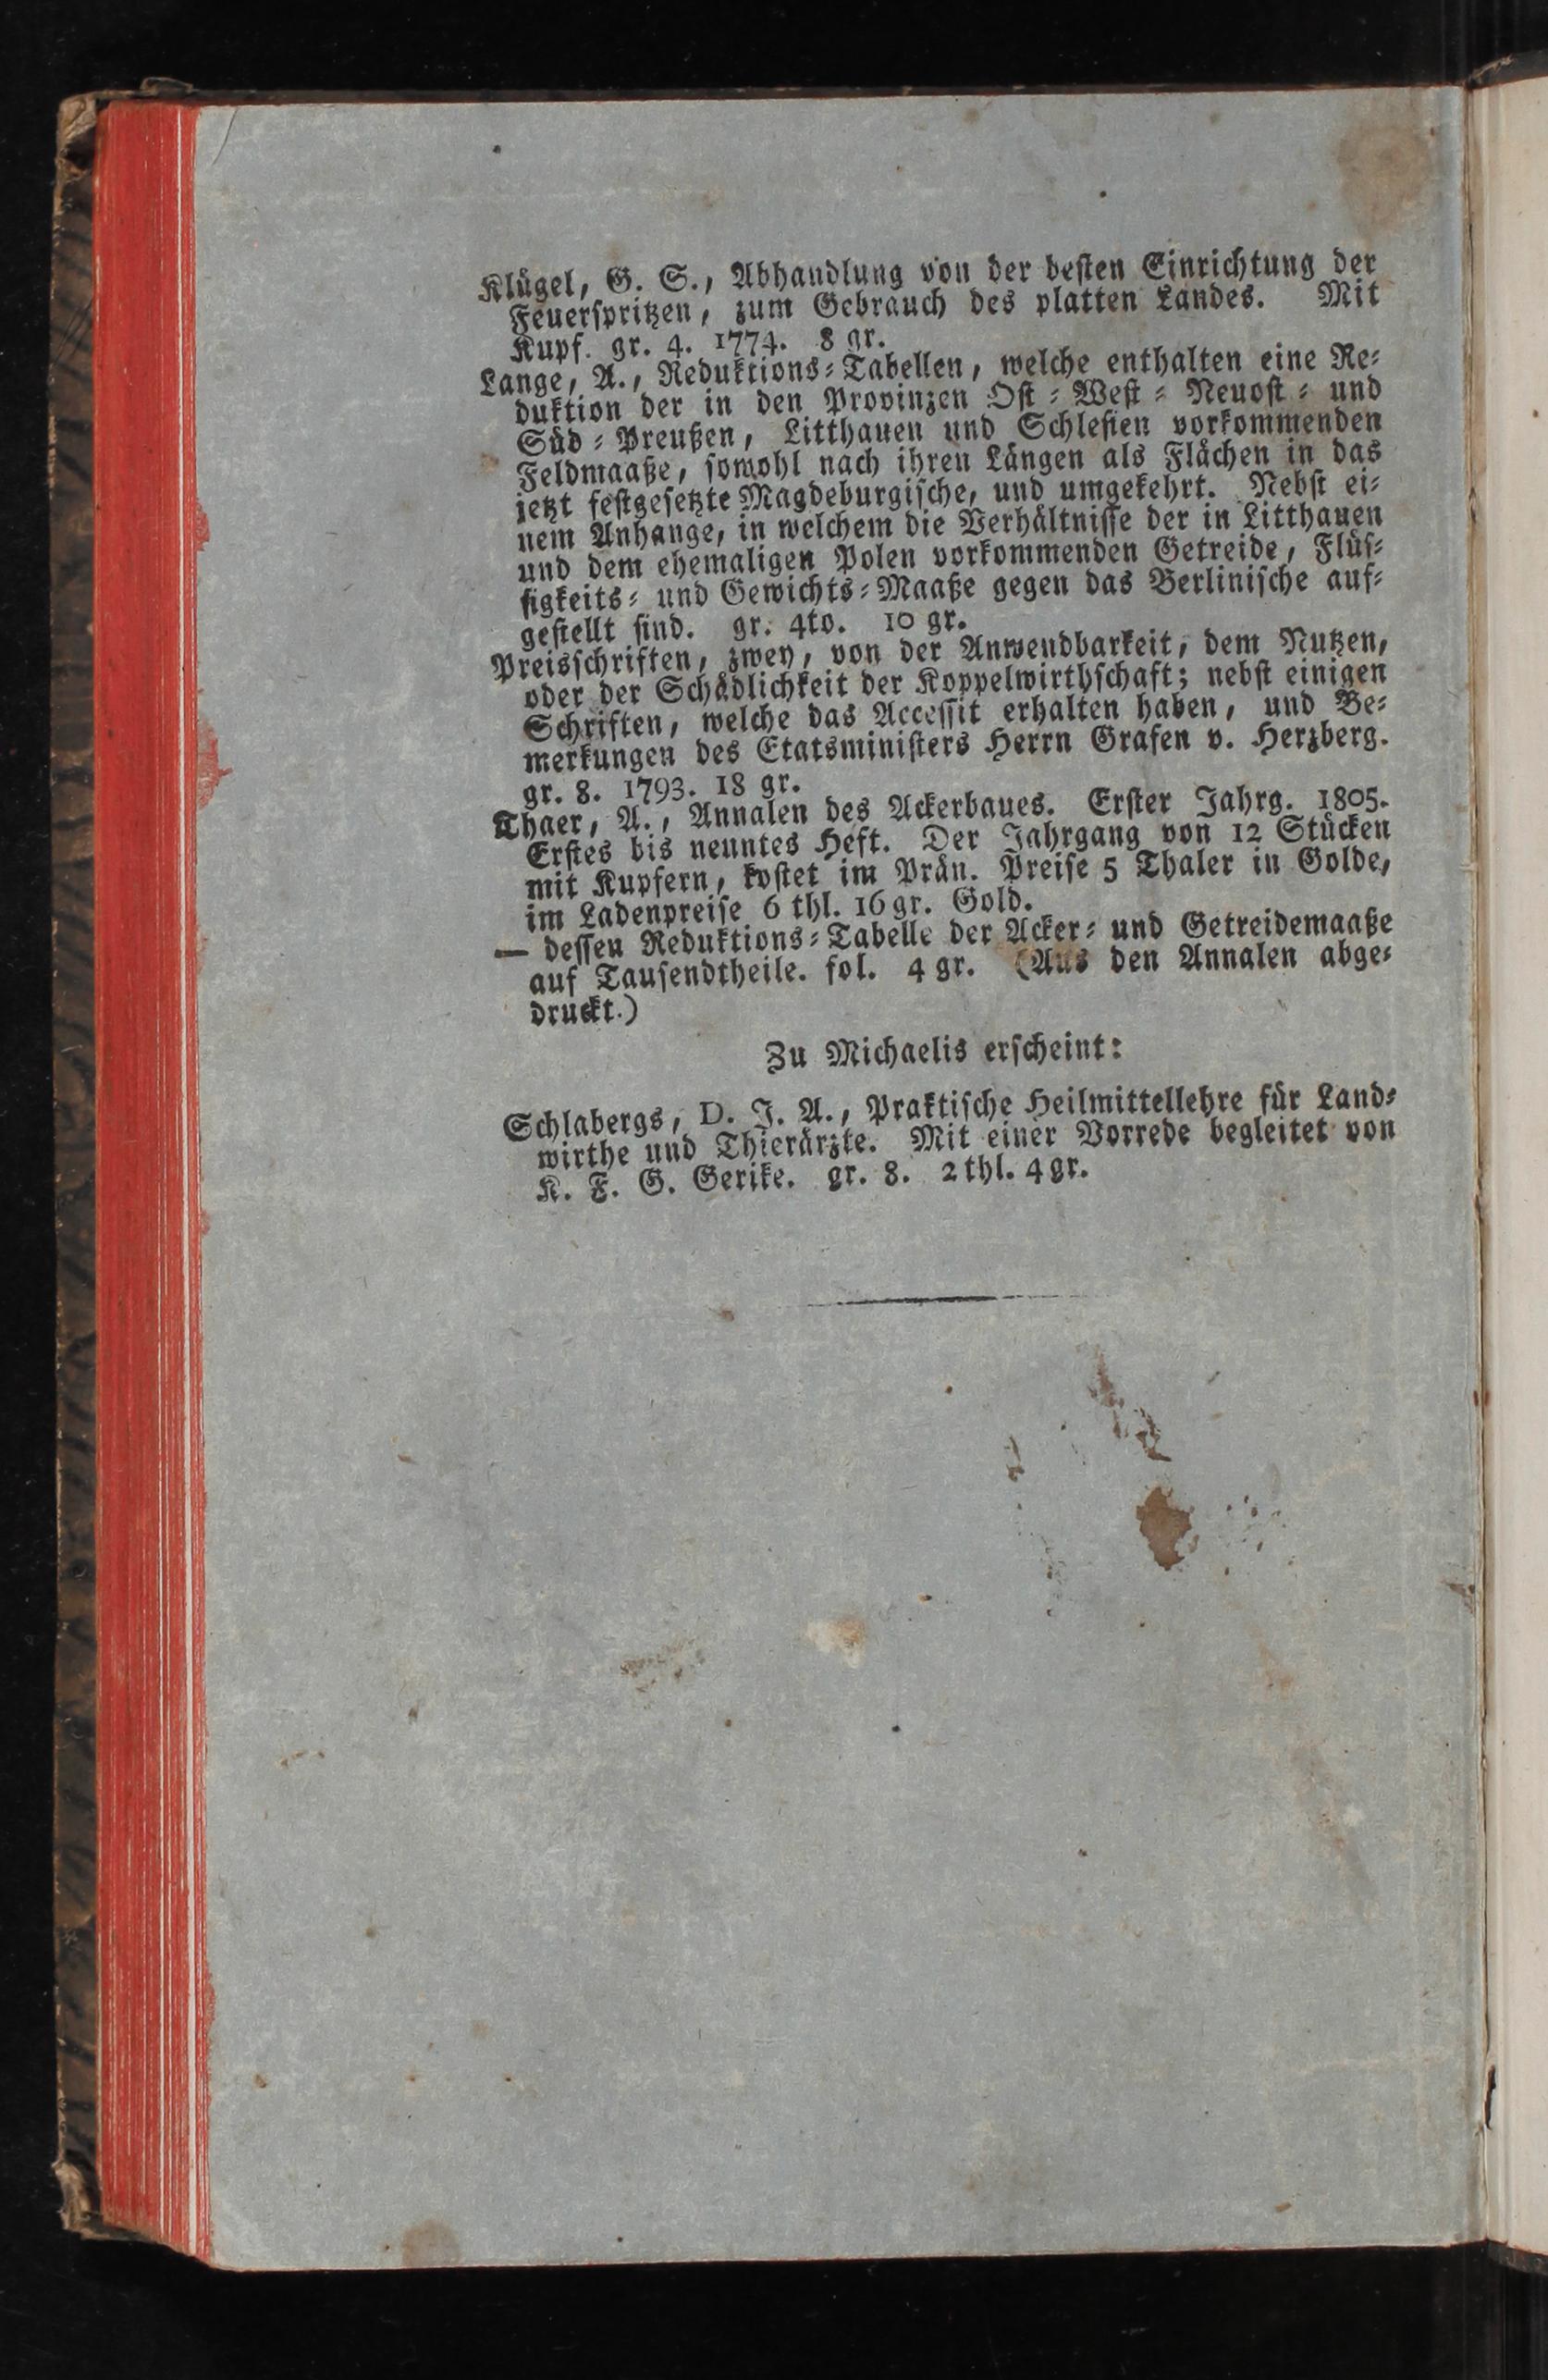 Klügel, G. S., Abhandlung von der besten Einrichtung der
Feuerspritzen, zum Gebrauch des platten Landes. Mit
Kupf. gr. 4. 1774. 8 gr.
Lange, A., Reduktions-Tabellen, welche enthalten eine Re-
duktion der in den Provinzen Ost- West- Neuost- und
Süd-Preußen, Litthauen und Schlesien vorkommenden
Feldmaaße, sowohl nach ihren Längen als Flächen in das
jetzt festgesetzte Magdeburgische, und umgekehrt. Nebst ei-
nem Anhange, in welchem die Verhältnisse der in Litthauen
und dem ehemaligen Polen vorkommenden Getreide, Flüs-
sigkeits- und Gewichts-Maaße gegen das Berlinische auf-
gestellt sind. gr. 4to. 10 gr.
Preisschriften, zwey, von der Anwendbarkeit, dem Nutzen,
oder der Schädlichkeit der Koppelwirthschaft; nebst einigen
Schriften, welche das Accessit erhalten haben, und Be-
merkungen des Etatsministers Herrn Grafen v. Herzberg.
gr. 8. 1793. 18 gr.
Thaer, A., Annalen des Ackerbaues. Erster Jahrg. 1805.
Erstes bis neuntes Heft. Der Jahrgang von 12 Stücken
mit Kupfern, kostet im Prän. Preise 5 Thaler in Golde,
im Ladenpreise 6 thl. 16 gr. Gold.
— dessen Reduktions-Tabelle der Acker- und Getreidemaaße
auf Tausendtheile. fol. 4 gr. (Aus den Annalen abge-
druckt.)
Zu Michaelis erscheint:
Schlabergs, D. J. A., Praktische Heilmittellehre für Land-
wirthe und Thierärzte. Mit einer Vorrede begleitet von
K. F. G. Gerike. gr. 8. 2 thl. 4 gr.